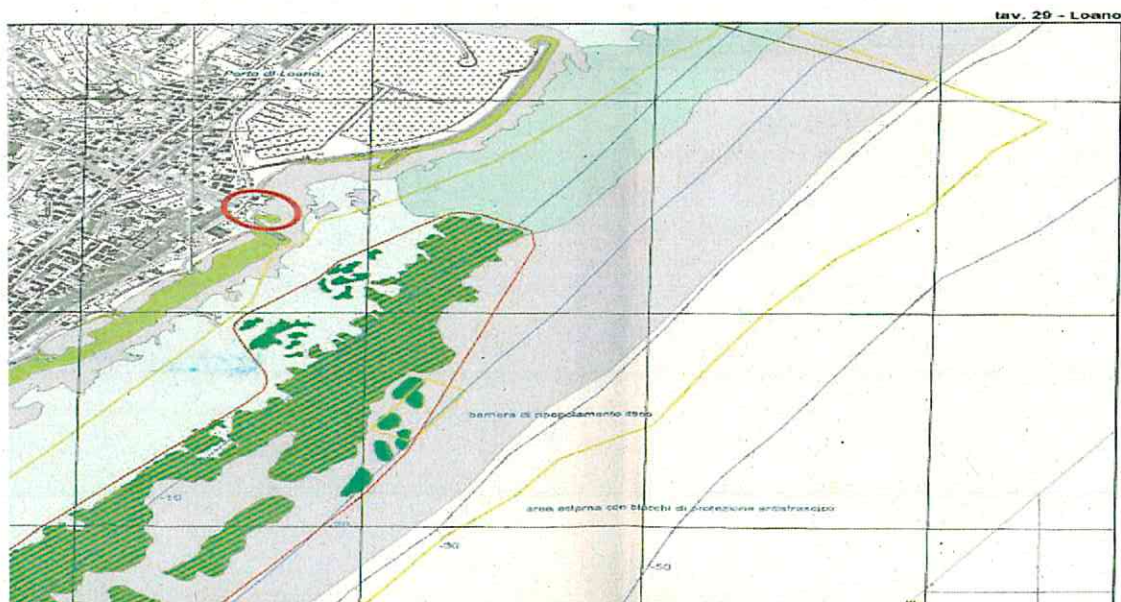 tav. 29 - Loano
Porto di Loano
barriera di ripopolamento ittico
area esterna con blocchi di protezione antistrascico
-10
-20
-30
-50